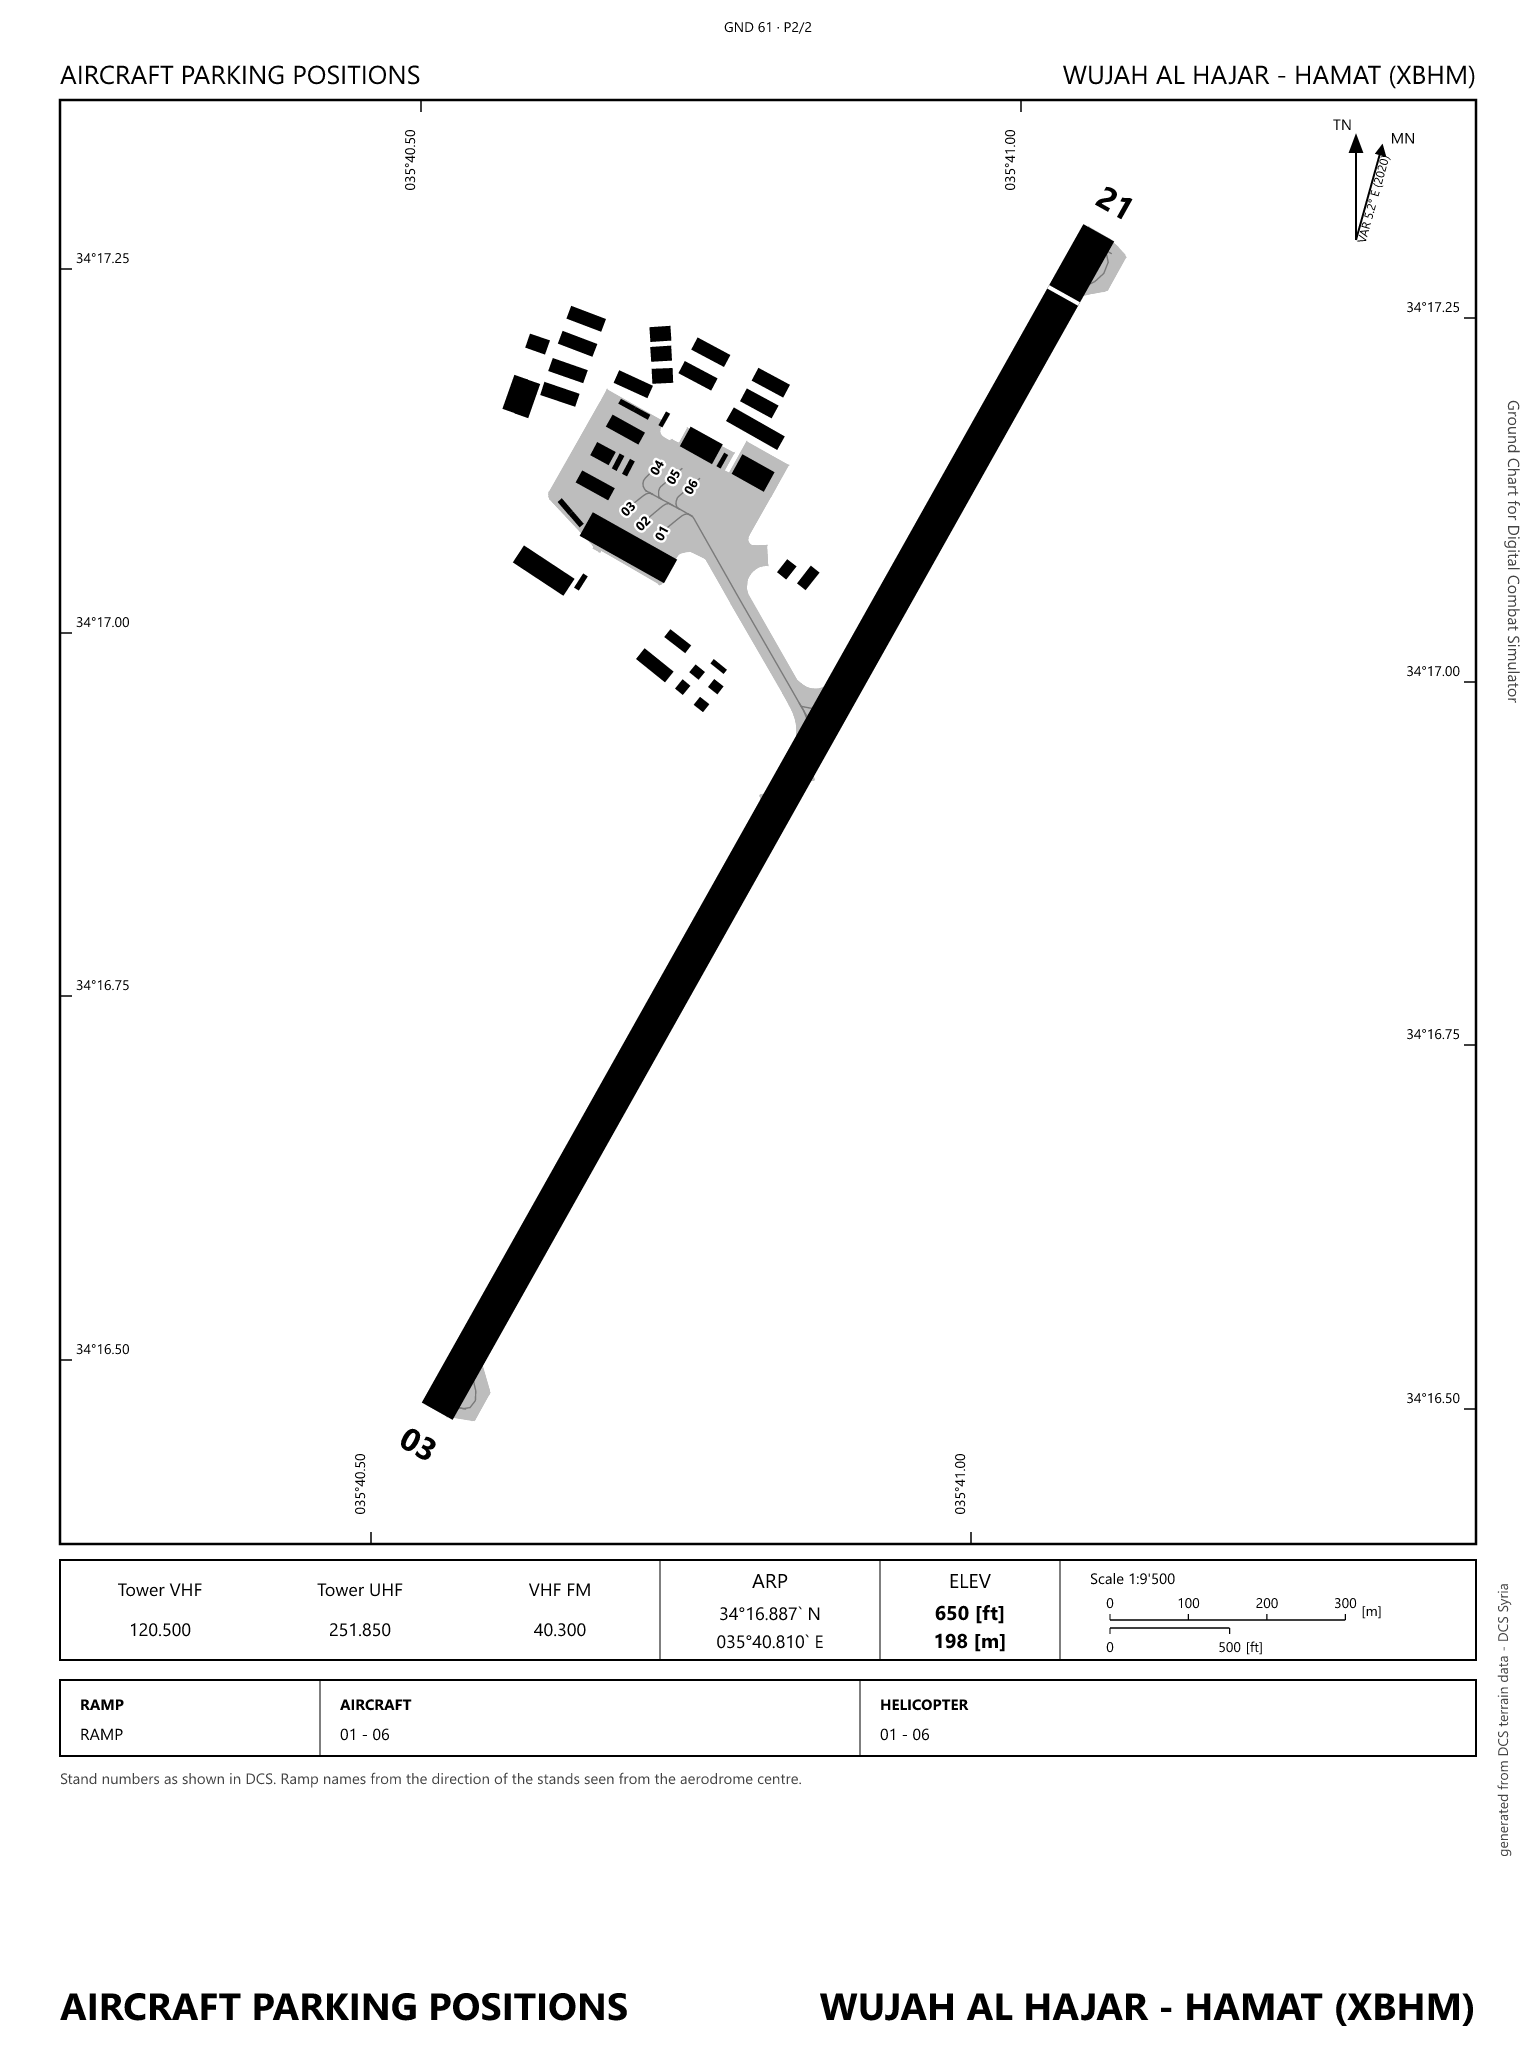 GND 61 · P2/2
AIRCRAFT PARKING POSITIONS
WUJAH AL HAJAR - HAMAT (XBHM)
035°40.50
035°41.00
TN
MN
VAR 5.2° E (2020)
21
34°17.25
34°17.25
04
05
06
03
02
01
34°17.00
34°17.00
34°16.75
34°16.75
34°16.50
34°16.50
03
035°40.50
035°41.00
Ground Chart for Digital Combat Simulator
Tower VHF
120.500
Tower UHF
251.850
VHF FM
40.300
ARP
34°16.887` N
035°40.810` E
ELEV
650 [ft]
198 [m]
Scale 1:9'500
0 100 200 300 [m]
0 500 [ft]
RAMP
RAMP
AIRCRAFT
01 - 06
HELICOPTER
01 - 06
Stand numbers as shown in DCS. Ramp names from the direction of the stands seen from the aerodrome centre.
generated from DCS terrain data - DCS Syria
AIRCRAFT PARKING POSITIONS
WUJAH AL HAJAR - HAMAT (XBHM)